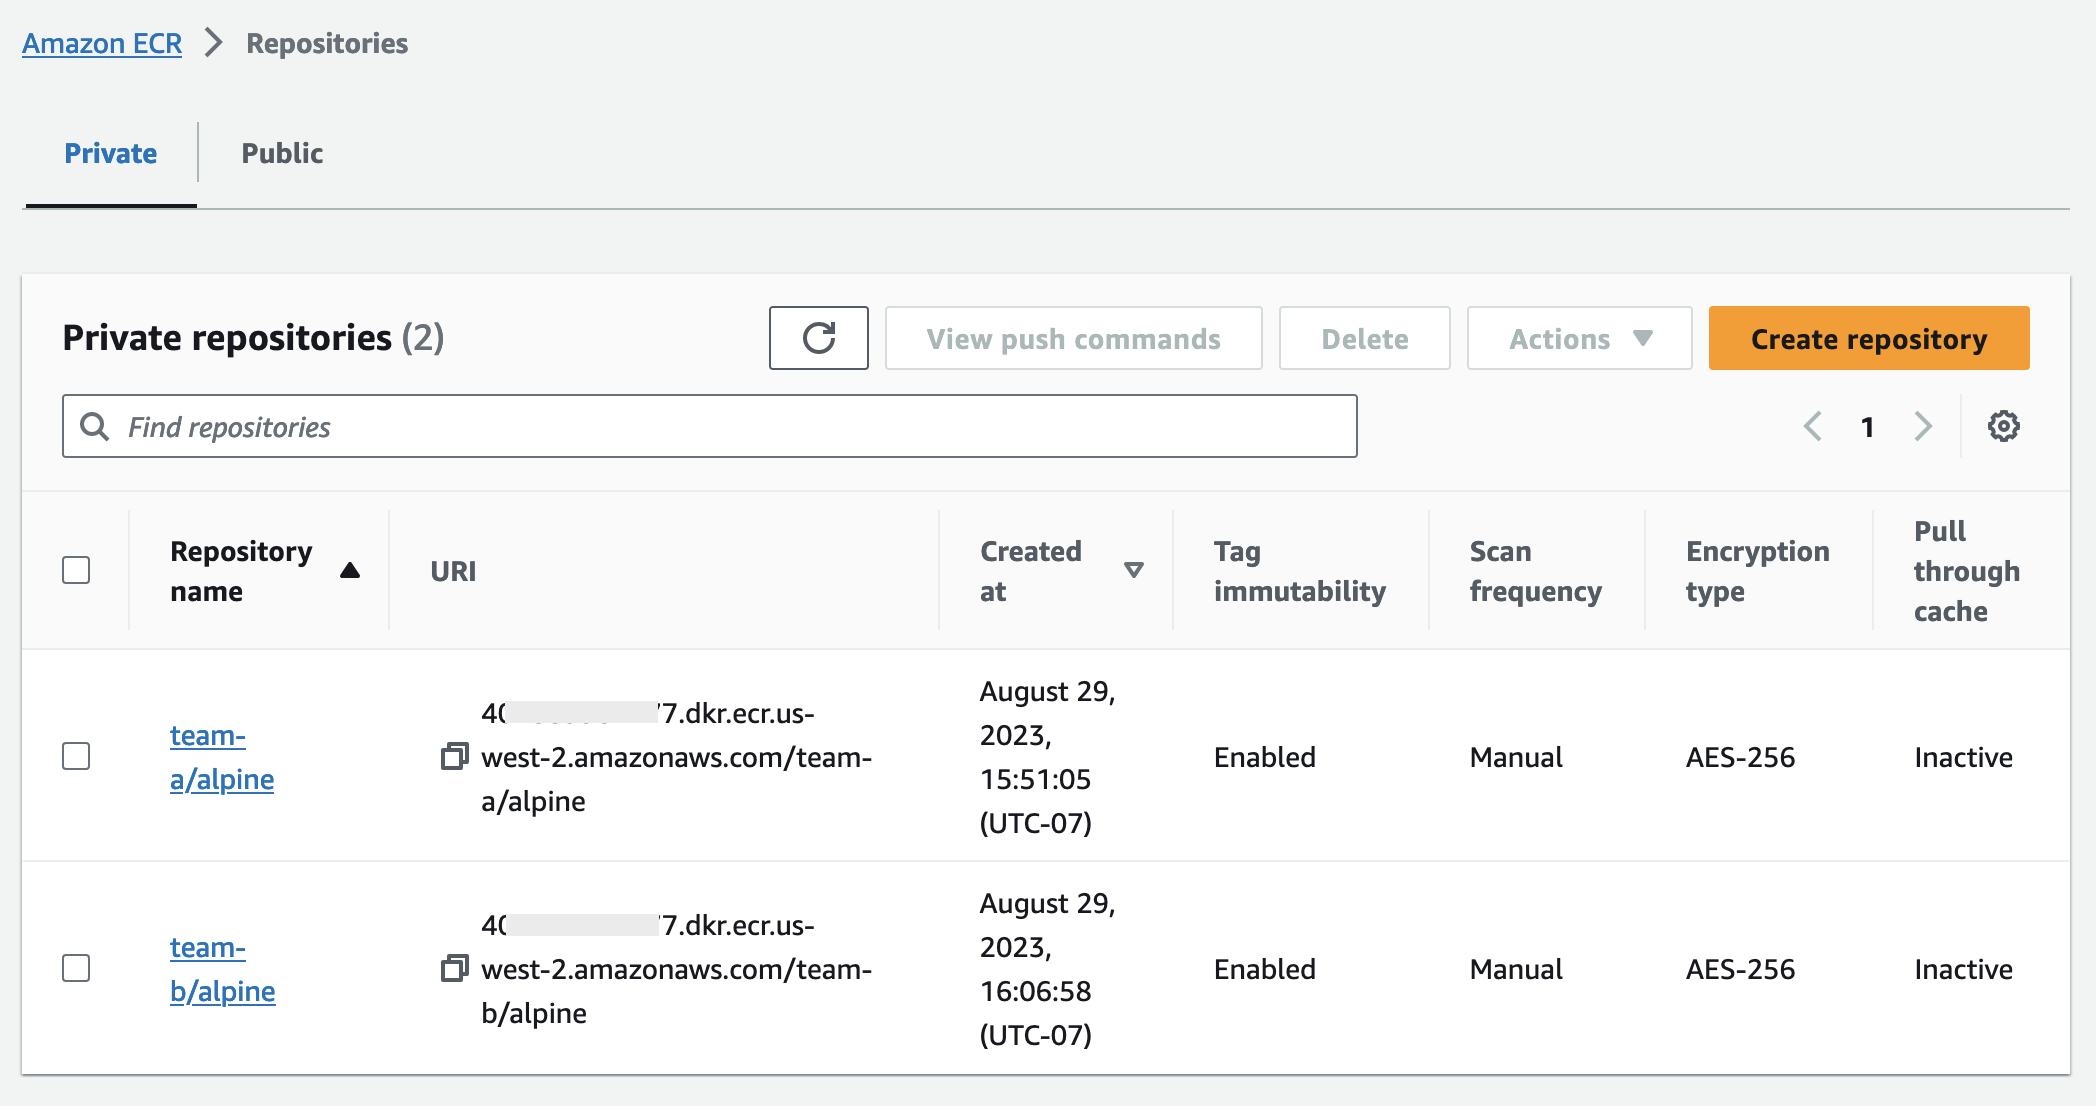 Amazon ECR > Repositories
Private
Public
Private repositories (2)
View push commands
Delete
Actions
Create repository
Find repositories
1
Repository
name
URI
Created
at
Tag
immutability
Scan
frequency
Encryption
type
Pull
through
cache
team-
a/alpine
40 7.dkr.ecr.us-
west-2.amazonaws.com/team-
a/alpine
August 29,
2023,
15:51:05
(UTC-07)
Enabled
Manual
AES-256
Inactive
team-
b/alpine
40 7.dkr.ecr.us-
west-2.amazonaws.com/team-
b/alpine
August 29,
2023,
16:06:58
(UTC-07)
Enabled
Manual
AES-256
Inactive